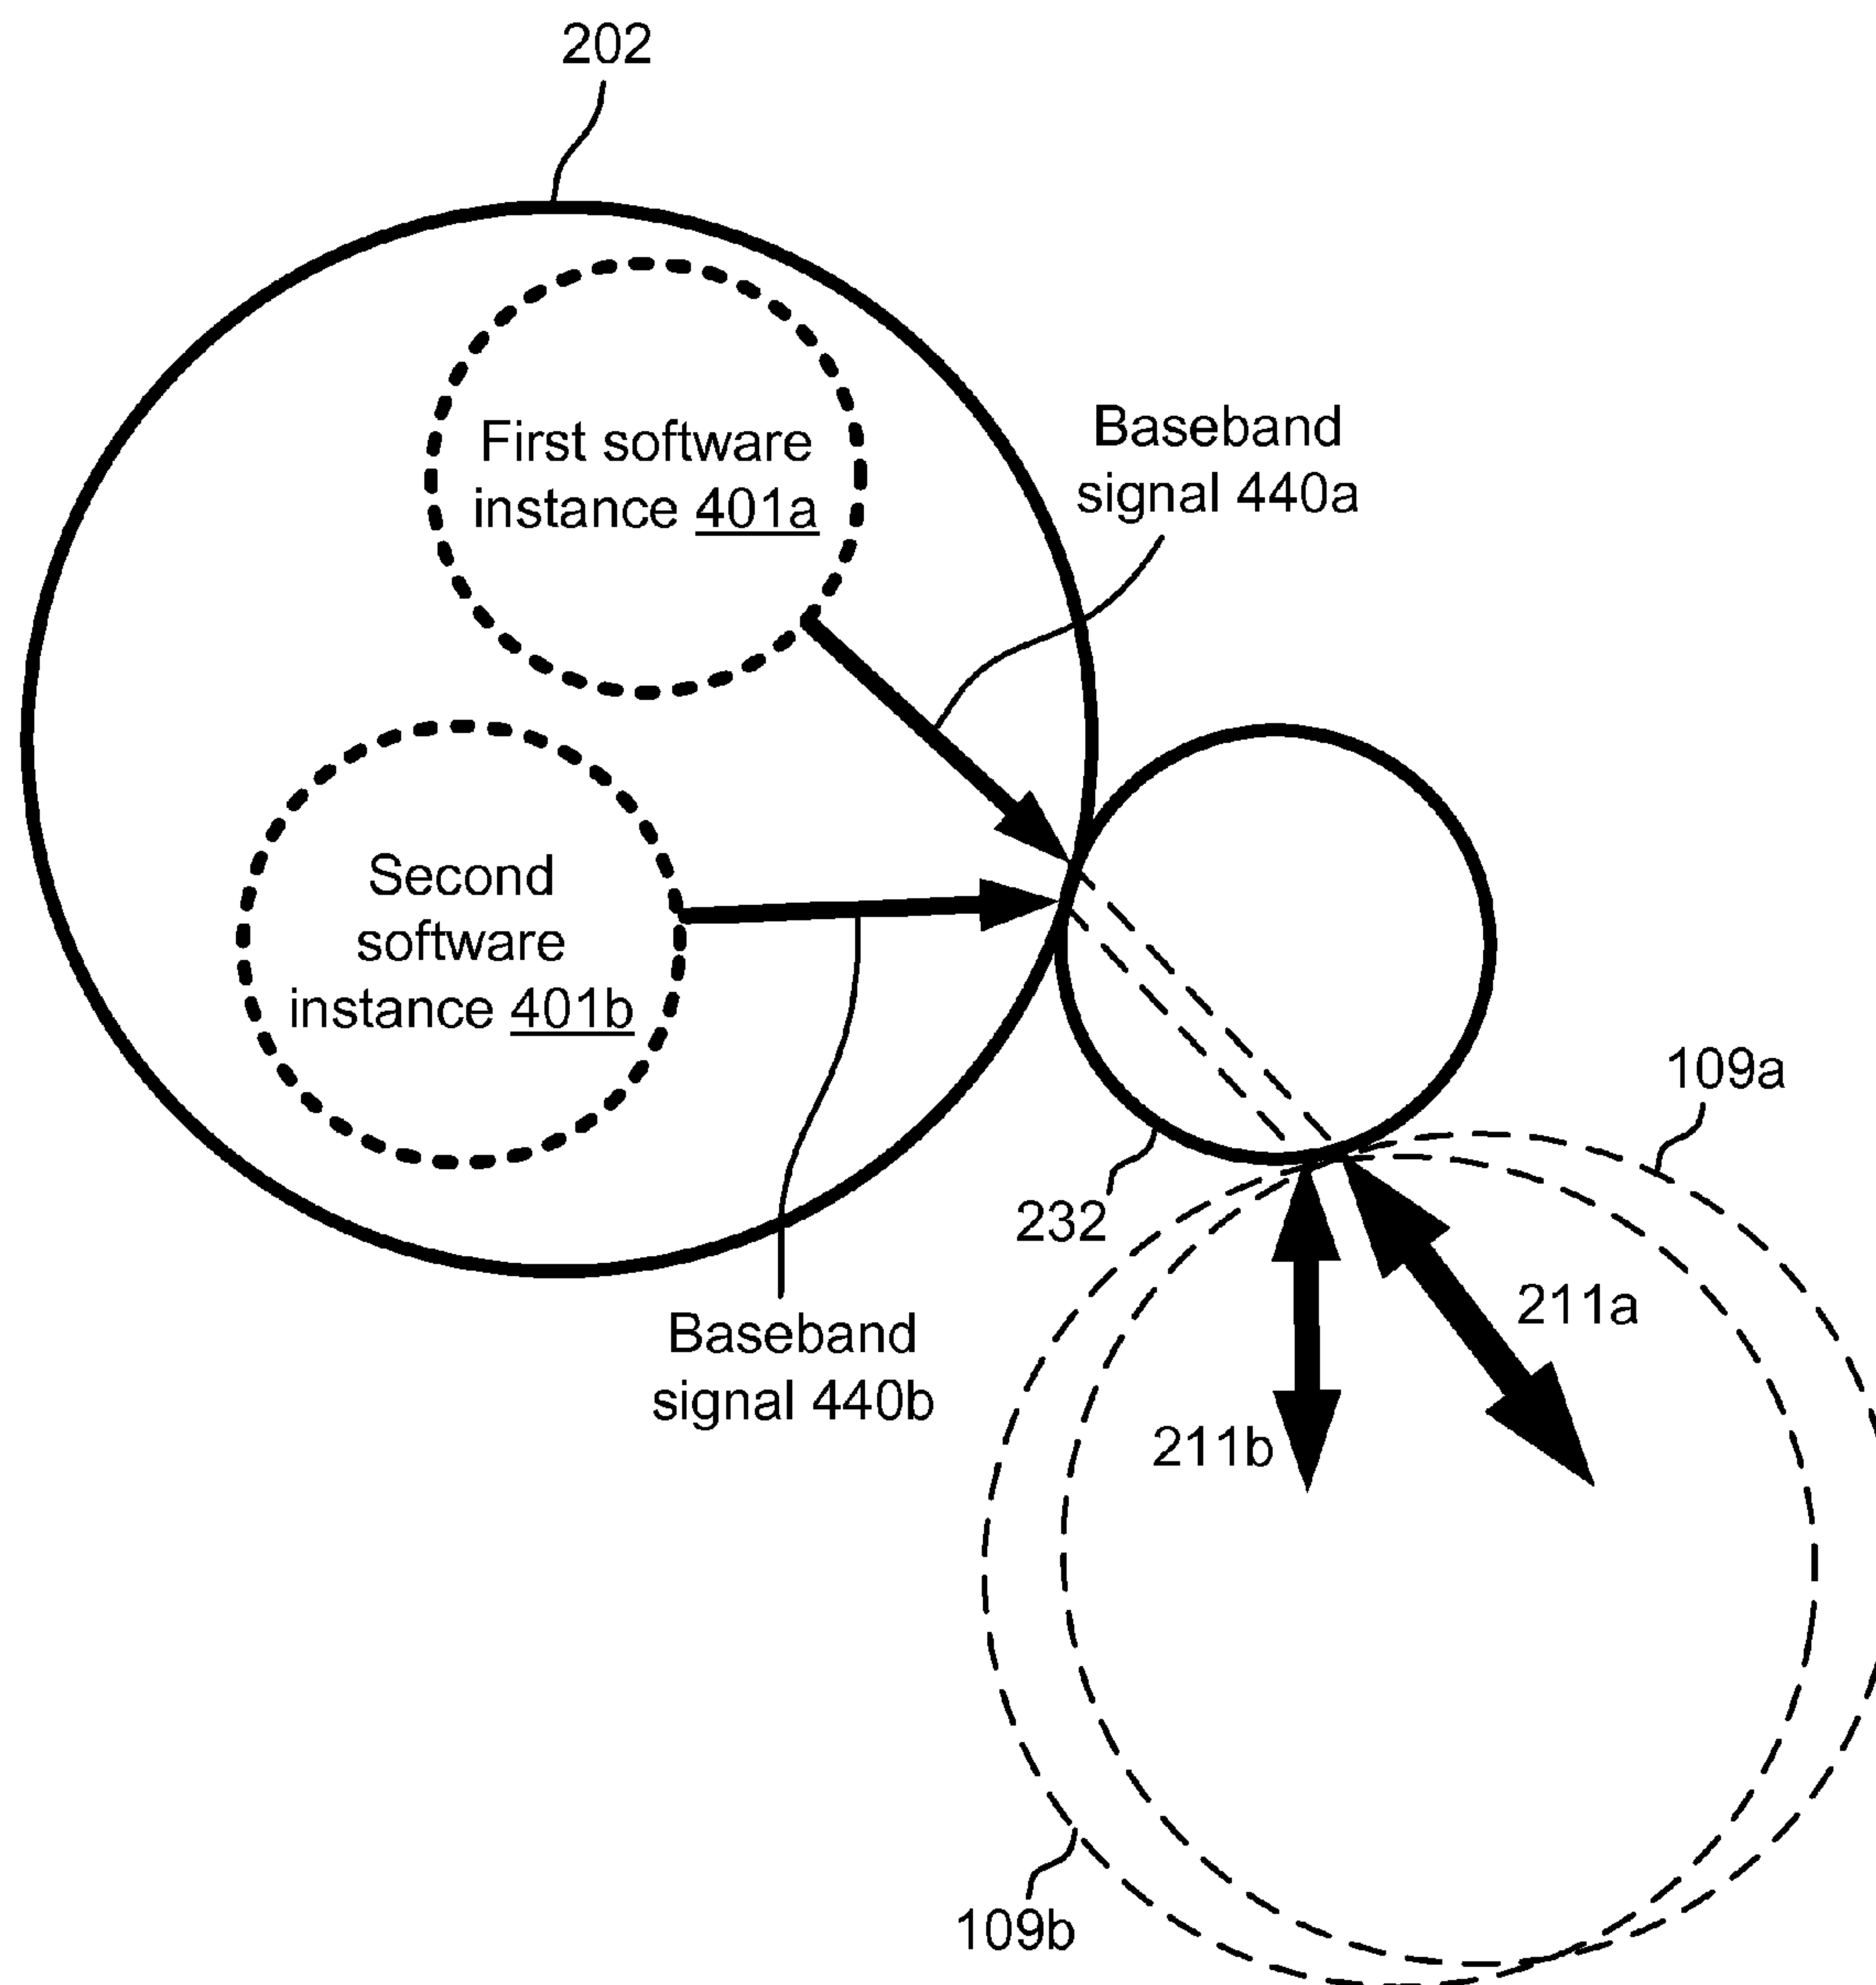 202
First software
instance 401a
Baseband
signal 440a
Second
software
instance 401b
109a
232
211a
Baseband
signal 440b
211b
109b